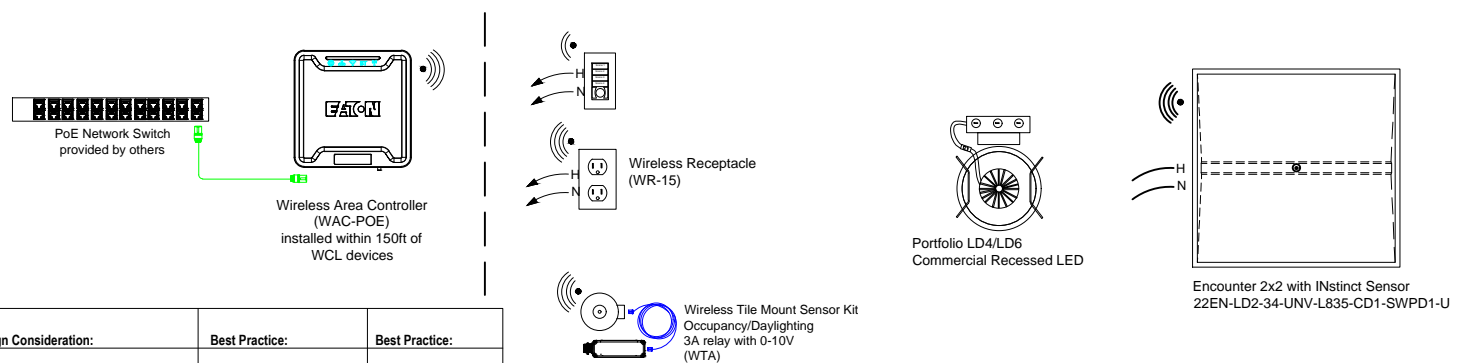 PoE Network Switch
provided by others
EATON
Wireless Area Controller
(WAC-POE)
installed within 150ft of
WCL devices
H
N
Wireless Receptacle
(WR-15)
H
N
Wireless Tile Mount Sensor Kit
Occupancy/Daylighting
3A relay with 0-10V
(WTA)
Portfolio LD4/LD6
Commercial Recessed LED
H
N
Encounter 2x2 with INstinct Sensor
22EN-LD2-34-UNV-L835-CD1-SWPD1-U
gn Consideration:
Best Practice:
Best Practice: